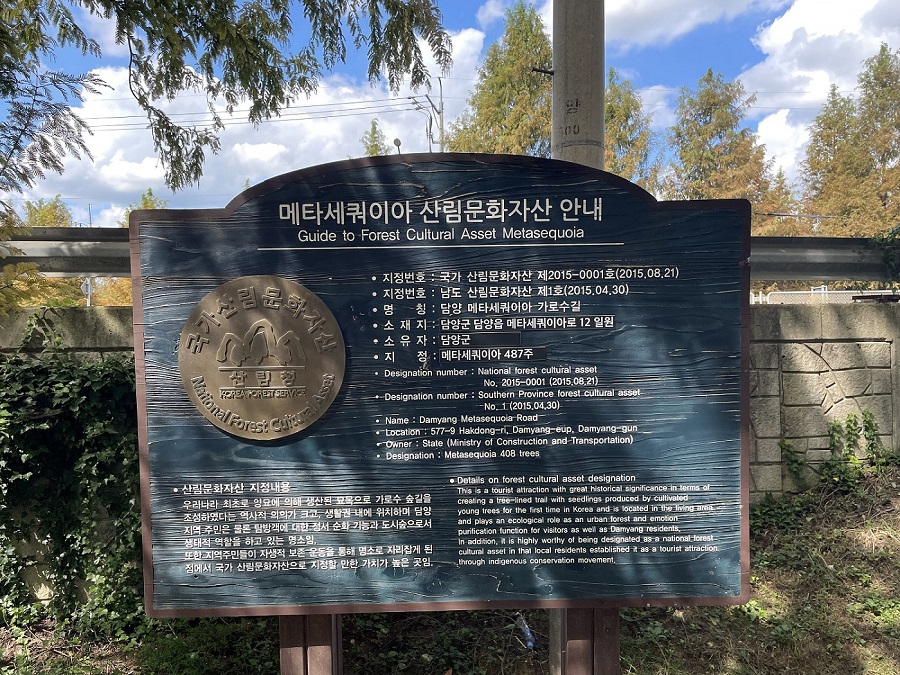 메타세쿼이아 산림문화자산 안내
Guide to Forest Cultural Asset Metasequoia
국가산림문화자산
산림청
KOREA FOREST SERVICE
National Forest Cultural Asset
• 지정번호 : 국가 산림문화자산 제2015-0001호(2015.08.21)
• 지정번호 : 남도 산림문화자산 제1호(2015.04.30)
• 명 칭 : 담양 메타세쿼이아 가로수길
• 소 재 지 : 담양군 담양읍 메타세쿼이아로 12 일원
• 소 유 자 : 담양군
• 지 정 : 메타세쿼이아 487주
• Designation number : National forest cultural asset
No. 2015-0001 (2015.08.21)
• Designation number : Southern Province forest cultural asset
No. 1 (2015.04.30)
• Name : Damyang Metasequoia Road
• Location : 577-9 Hakdong-ri, Damyang-eup, Damyang-gun
• Owner : State (Ministry of Construction and Transportation)
• Designation : Metasequoia 408 trees
• 산림문화자산 지정내용
우리나라 최초로 양묘에 의해 생산된 묘목으로 가로수 숲길을
조성하였다는 역사적 의의가 크고, 생활권 내에 위치하며 담양
지역 주민은 물론 탐방객에 대한 정서 순화 기능과 도시숲으로서
생태적 역할을 하고 있는 명소임.
또한 지역주민들이 자생적 보존 운동을 통해 명소로 자리잡게 된
점에서 국가 산림문화자산으로 지정할 만한 가치가 높은 곳임.
• Details on forest cultural asset designation
This is a tourist attraction with great historical significance in terms of
creating a tree-lined trail with seedlings produced by cultivated
young trees for the first time in Korea and is located in the living area,
and plays an ecological role as an urban forest and emotion
purification function for visitors as well as Damyang residents.
In addition, it is highly worthy of being designated as a national forest
cultural asset in that local residents established it as a tourist attraction
through indigenous conservation movement.